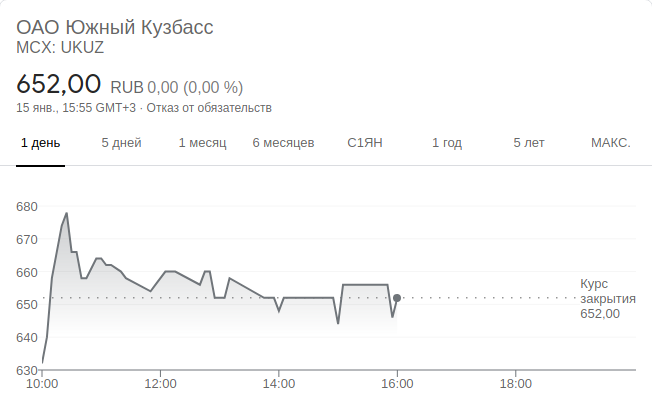 ОАО Южный Кузбасс
MCX: UKUZ
652,00 RUB 0,00 (0,00 %)
15 янв., 15:55 GMT+3 · Отказ от обязательств
1 день 5 дней 1 месяц 6 месяцев С1ЯН 1 год 5 лет МАКС.
680
670
660
650
640
630
Курс
закрытия
652,00
10:00 12:00 14:00 16:00 18:00